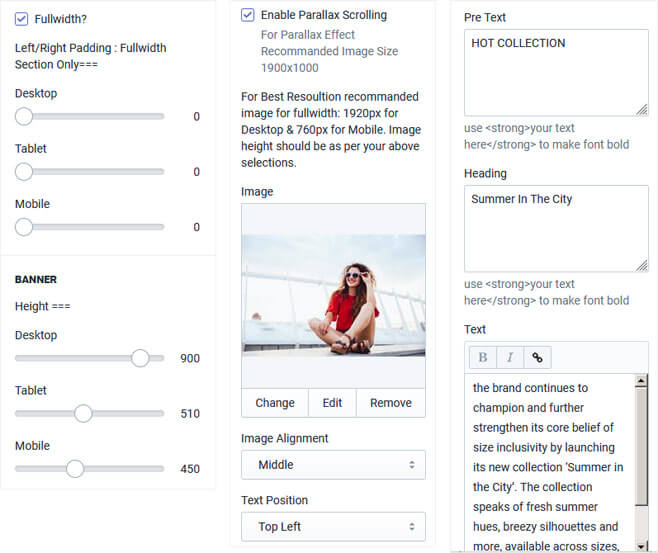 Fullwidth?
Left/Right Padding : Fullwidth
Section Only===
Desktop
0
Tablet
0
Mobile
0
BANNER
Height ===
Desktop
900
Tablet
510
Mobile
450
Enable Parallax Scrolling
For Parallax Effect
Recommanded Image Size
1900x1000
For Best Resoultion recommanded
image for fullwidth: 1920px for
Desktop & 760px for Mobile. Image
height should be as per your above
selections.
Image
Change Edit Remove
Image Alignment
Middle
Text Position
Top Left
Pre Text
HOT COLLECTION
use <strong>your text
here</strong> to make font bold
Heading
Summer In The City
use <strong>your text
here</strong> to make font bold
Text
B I
the brand continues to
champion and further
strengthen its core belief of
size inclusivity by launching
its new collection 'Summer in
the City'. The collection
speaks of fresh summer
hues, breezy silhouettes and
more, available across sizes,